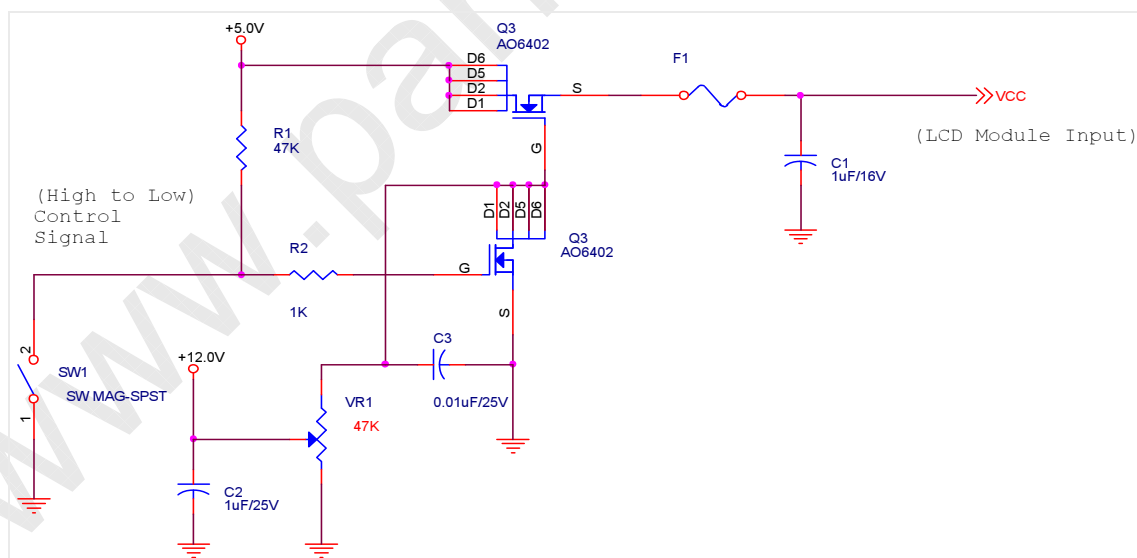 +5.0V
Q3
AO6402
D6
D5
D2
D1
S
G
F1
VCC
(LCD Module Input)
C1
1uF/16V
R1
47K
(High to Low)
Control
Signal
D1
D2
D5
D6
Q3
AO6402
G
S
R2
1K
C3
0.01uF/25V
+12.0V
2
SW1
SW MAG-SPST
1
VR1
47K
C2
1uF/25V
www.pan